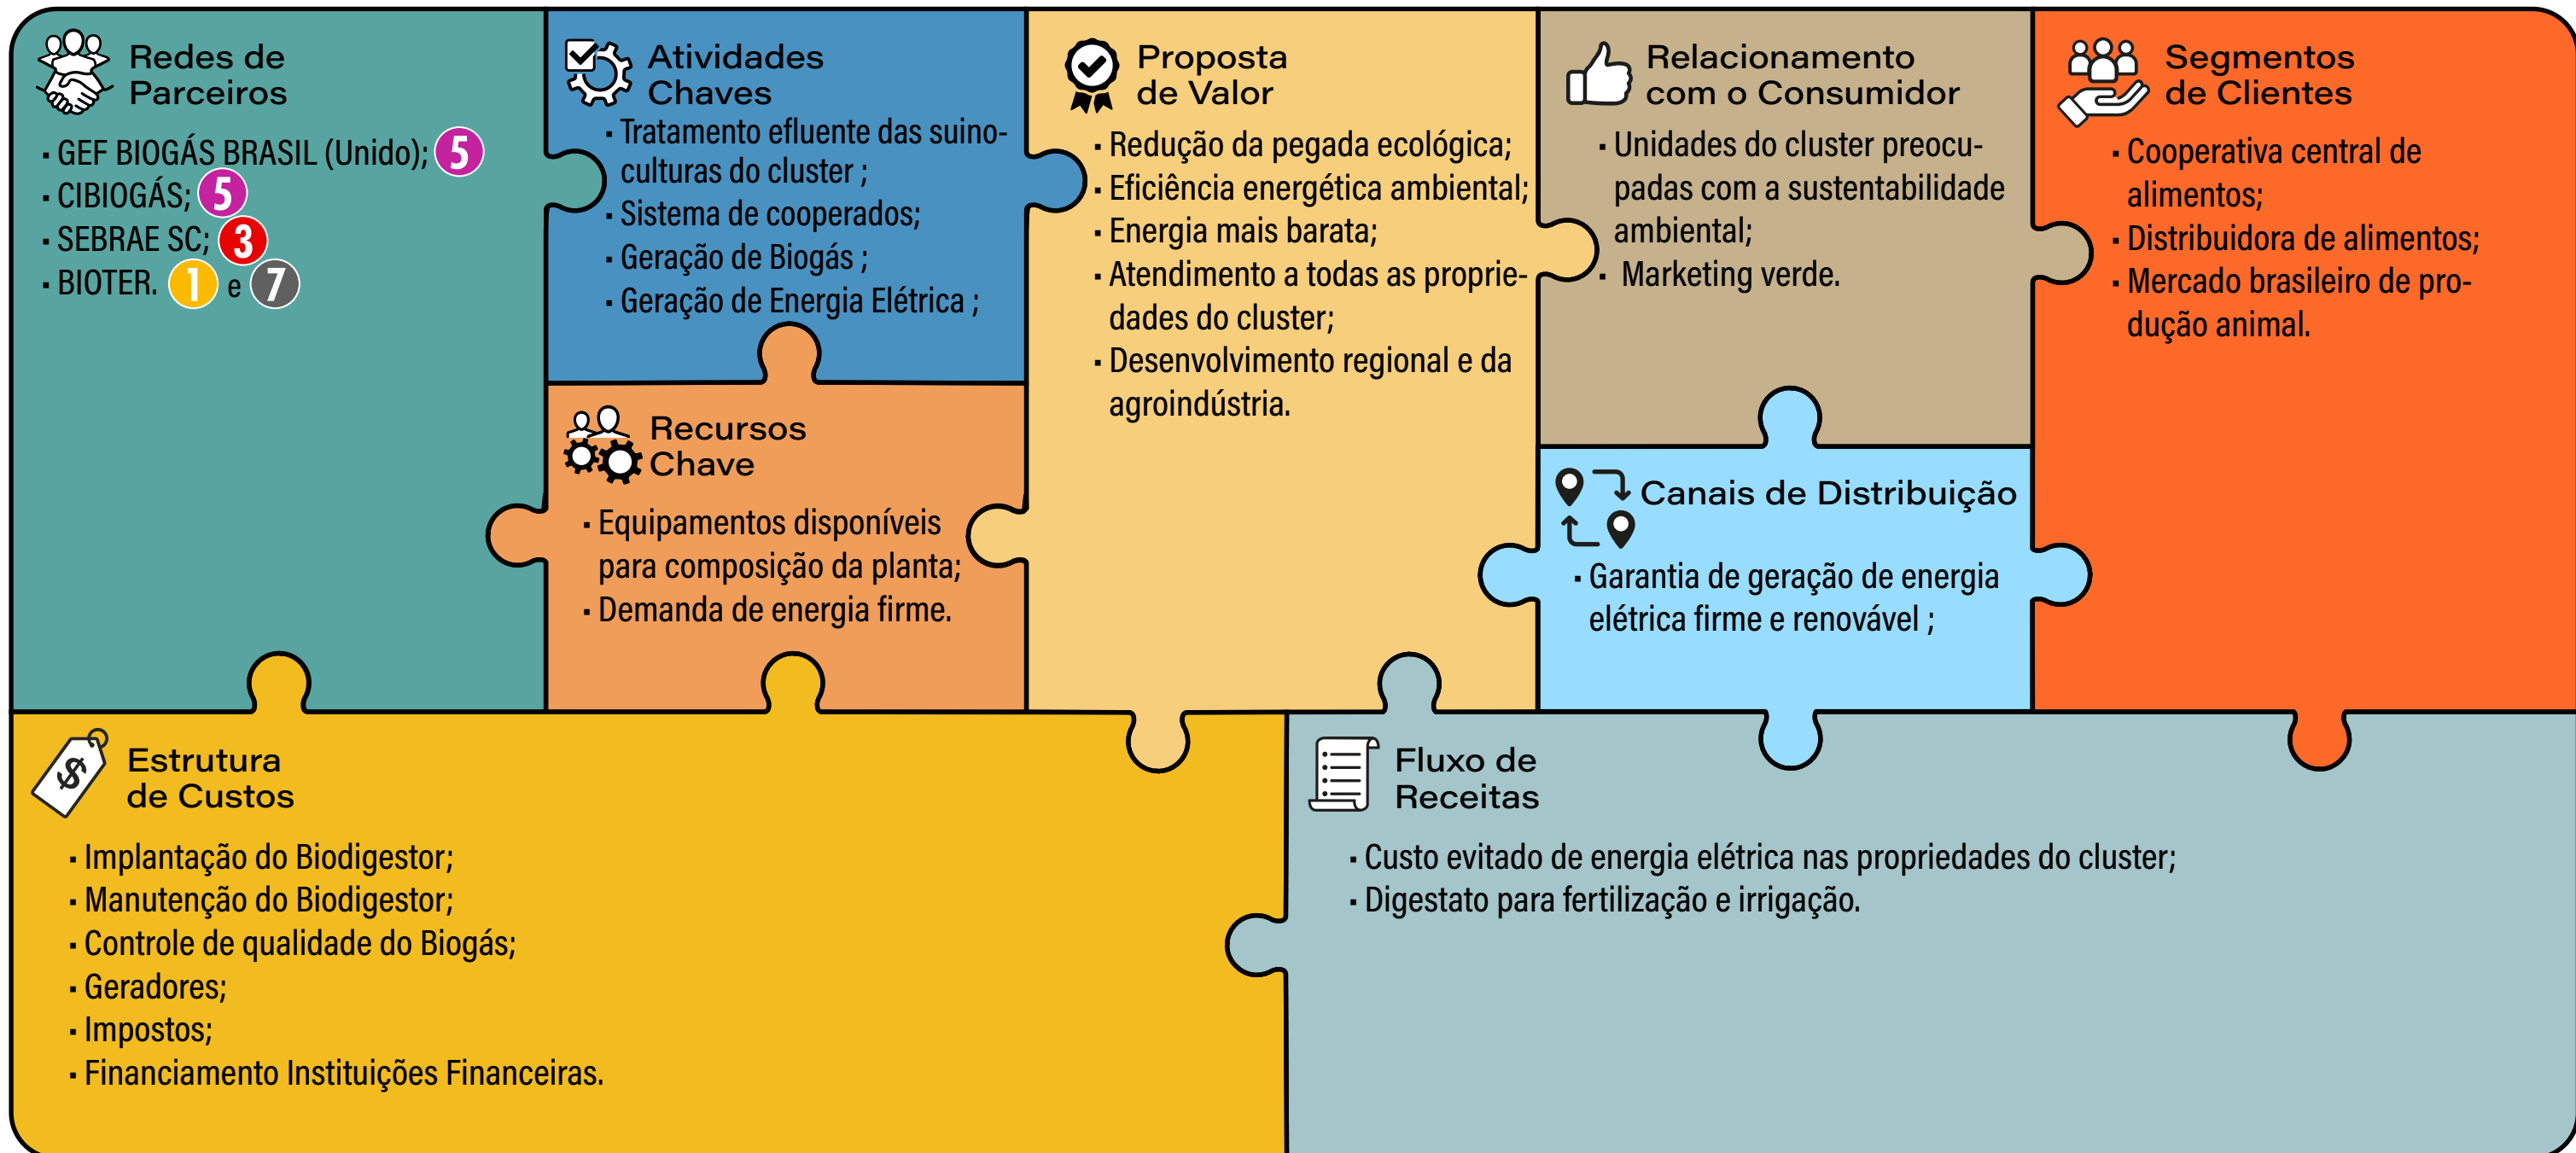 Redes de
Parceiros
▪ GEF BIOGÁS BRASIL (Unido); 5
▪ CIBIOGÁS; 5
▪ SEBRAE SC; 3
▪ BIOTER. 1 e 7
Atividades
Chaves
▪ Tratamento efluente das suino-
culturas do cluster ;
▪ Sistema de cooperados;
▪ Geração de Biogás ;
▪ Geração de Energia Elétrica ;
Recursos
Chave
▪ Equipamentos disponíveis
para composição da planta;
▪ Demanda de energia firme.
Proposta
de Valor
▪ Redução da pegada ecológica;
▪ Eficiência energética ambiental;
▪ Energia mais barata;
▪ Atendimento a todas as proprie-
dades do cluster;
▪ Desenvolvimento regional e da
agroindústria.
Relacionamento
com o Consumidor
▪ Unidades do cluster preocu-
padas com a sustentabilidade
ambiental;
▪ Marketing verde.
Canais de Distribuição
▪ Garantia de geração de energia
elétrica firme e renovável ;
Segmentos
de Clientes
▪ Cooperativa central de
alimentos;
▪ Distribuidora de alimentos;
▪ Mercado brasileiro de pro-
dução animal.
$
Estrutura
de Custos
▪ Implantação do Biodigestor;
▪ Manutenção do Biodigestor;
▪ Controle de qualidade do Biogás;
▪ Geradores;
▪ Impostos;
▪ Financiamento Instituições Financeiras.
Fluxo de
Receitas
▪ Custo evitado de energia elétrica nas propriedades do cluster;
▪ Digestato para fertilização e irrigação.